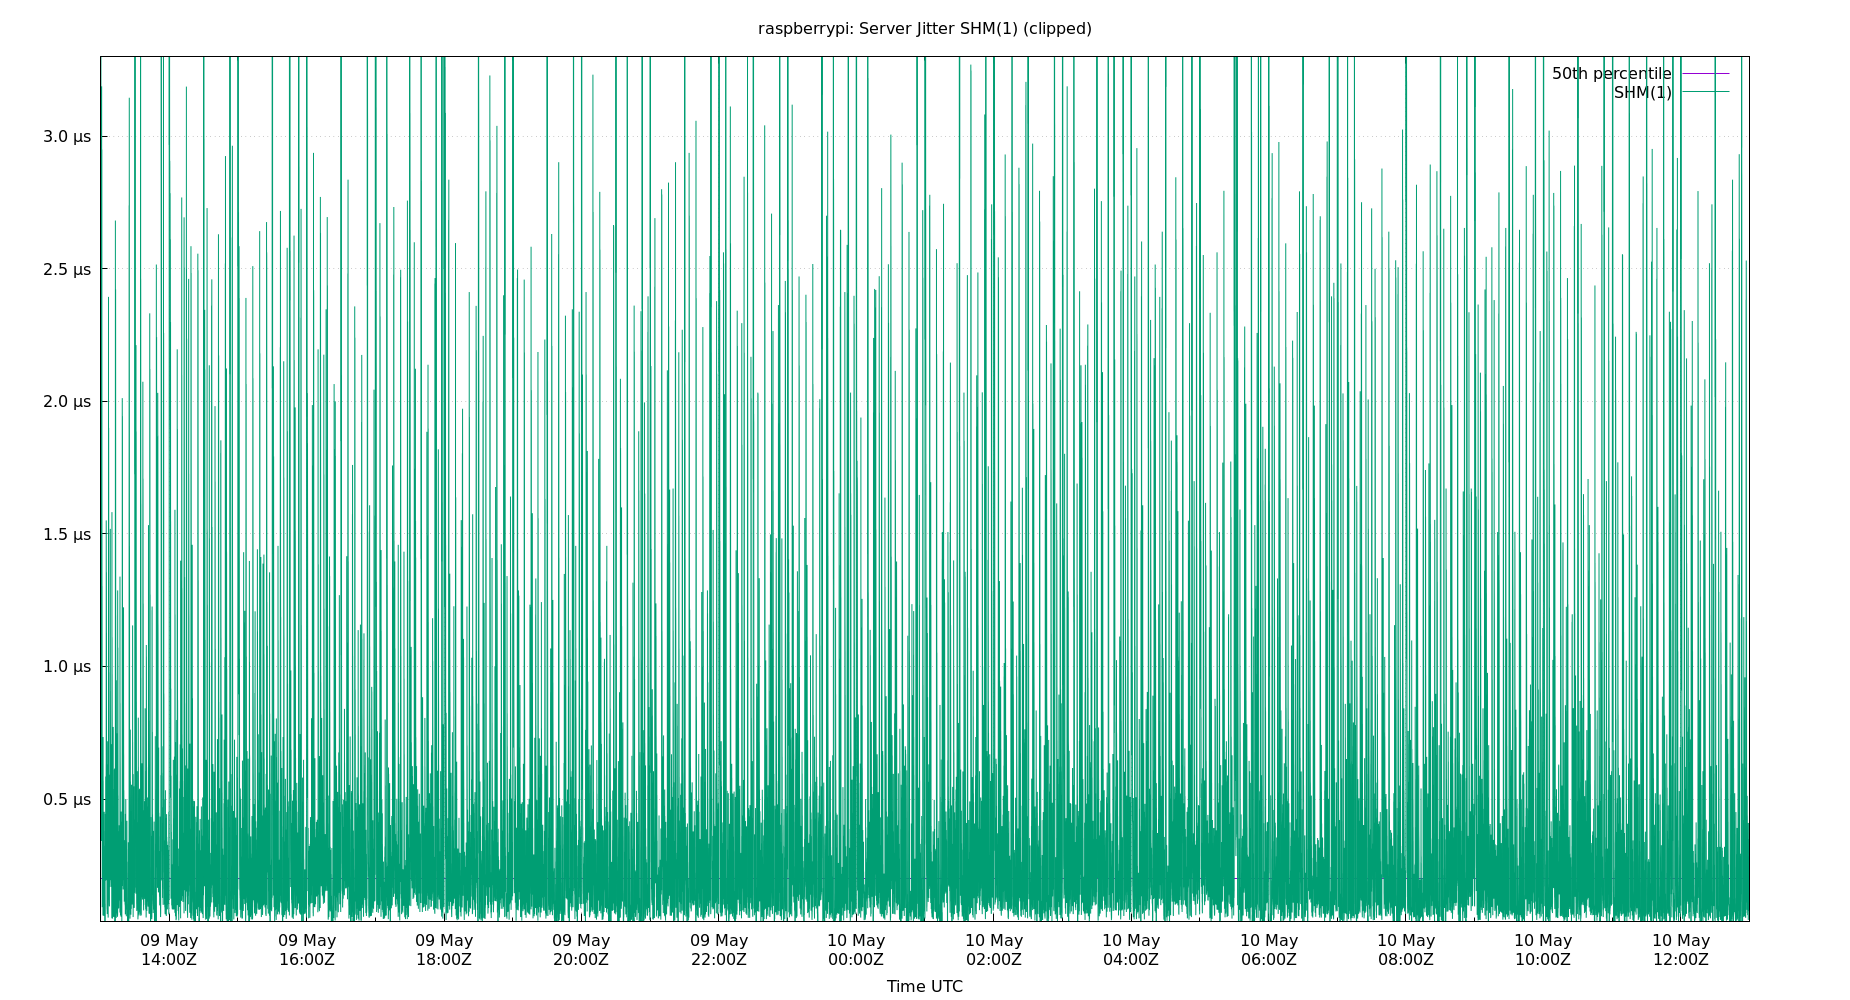 raspberrypi: Server Jitter SHM(1) (clipped)
50th percentile
SHM(1)
3.0 µs
2.5 µs
2.0 µs
1.5 µs
1.0 µs
0.5 µs
09 May 09 May 09 May 09 May 09 May 10 May 10 May 10 May 10 May 10 May 10 May 10 May
14:00Z 16:00Z 18:00Z 20:00Z 22:00Z 00:00Z 02:00Z 04:00Z 06:00Z 08:00Z 10:00Z 12:00Z
Time UTC